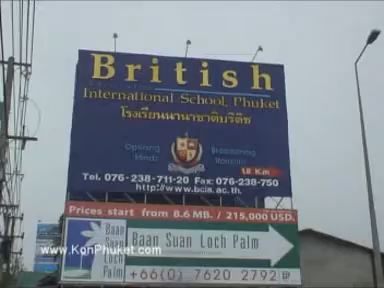 British
International School, Phuket
โรงเรียนนานาชาติบริติช
Opening Minds
Broadening Horizons
1.8 K.m
Tel. 076-238-711-20 Fax: 076-238-750
http://www.bcis.ac.th
Prices start from 8.6 MB. / 215,000 USD.
Baan Suan Loch Palm
Baan Suan Loch Palm
www.KonPhuket.com
+66(0) 7620 2792